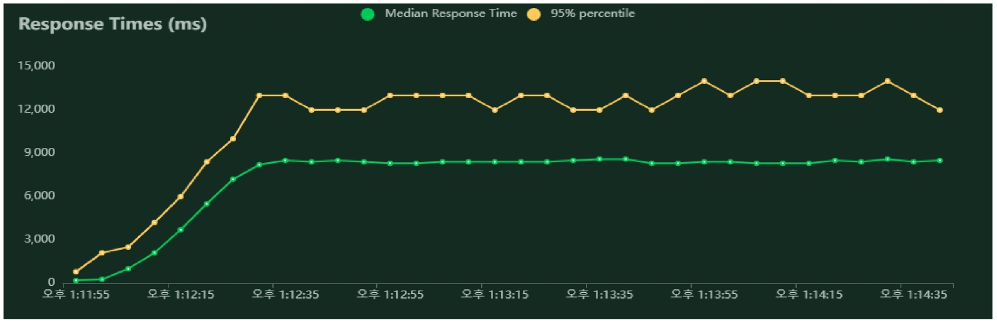 Response Times (ms)
Median Response Time
95% percentile
15,000
12,000
9,000
6,000
3,000
0
오후 1:11:55
오후 1:12:15
오후 1:12:35
오후 1:12:55
오후 1:13:15
오후 1:13:35
오후 1:13:55
오후 1:14:15
오후 1:14:35